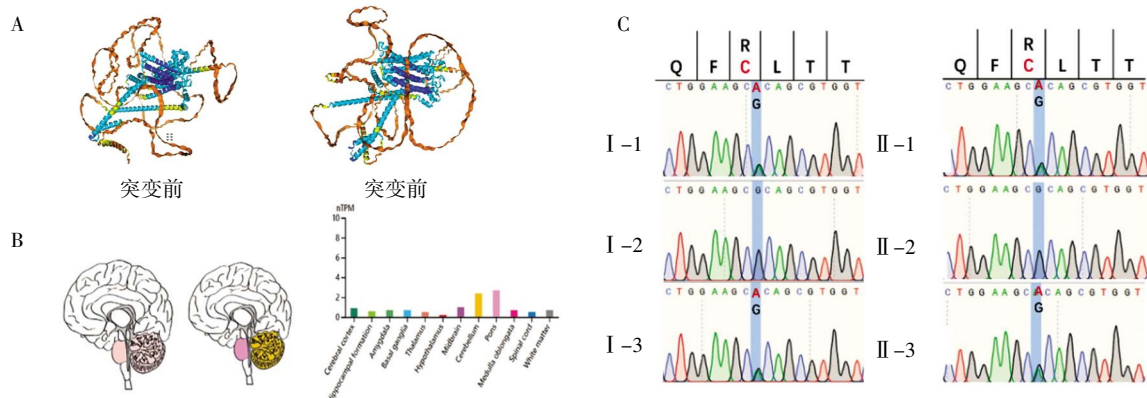 A
突变前
突变前
B
nTPM
10
8
6
4
2
0
Cerebral cortex
Hippocampal formation
Amygdala
Basal ganglia
Thalamus
Hypothalamus
Midbrain
Cerebellum
Pons
Medulla oblongata
Spinal cord
White matter
C
R
Q F C L T T
C T G G A A G C A C A G C G T G G T
G
Ⅰ-1
C T G G A A G C G C A G C G T G G T
Ⅰ-2
C T G G A A G C A C A G C G T G G T
G
Ⅰ-3
R
Q F C L T T
C T G G A A G C A C A G C G T G G T
G
Ⅱ-1
C T G G A A G C G C A G C G T G G T
Ⅱ-2
C T G G A A G C A C A G C G T G G T
G
Ⅱ-3